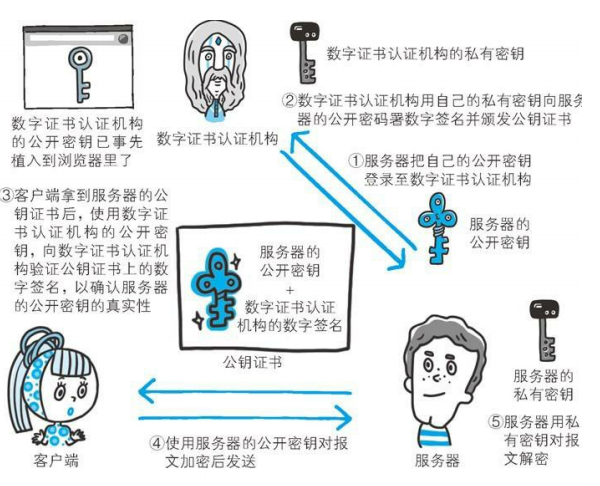 数字证书认证机构的私有密钥
②数字证书认证机构用自己的私有密钥向服务
器的公开密码署数字签名并颁发公钥证书
数字证书认证机构
的公开密钥已事先
植入到浏览器里了
数字证书认证机构
①服务器把自己的公开密钥
登录至数字证书认证机构
③客户端拿到服务器的公
钥证书后，使用数字证
书认证机构的公开密
钥，向数字证书认证机
构验证公钥证书上的数
字签名，以确认服务器
的公开密钥的真实性
服务器的
公开密钥
服务器的
公开密钥
+
数字证书认证
机构的数字签名
公钥证书
服务器的
私有密钥
④使用服务器的公开密钥对报
文加密后发送
⑤服务器用私
有密钥对报
文解密
客户端
服务器